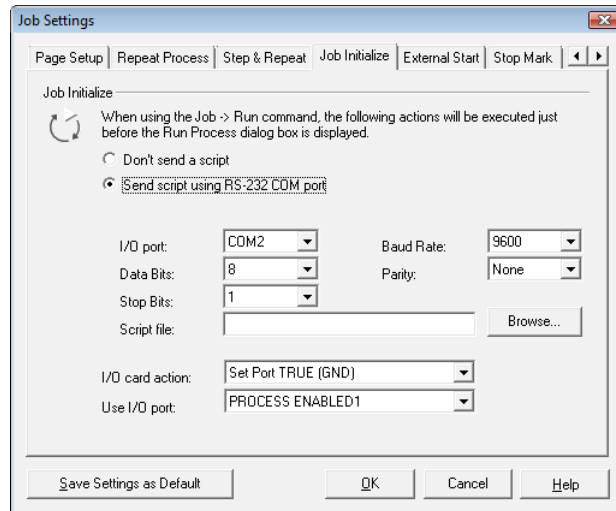 Job Settings
Page Setup Repeat Process Step & Repeat Job Initialize External Start Stop Mark
Job Initialize
When using the Job -> Run command, the following actions will be executed just
before the Run Process dialog box is displayed.
Don't send a script
Send script using RS-232 COM port
I/O port: COM2 Baud Rate: 9600
Data Bits: 8 Parity: None
Stop Bits: 1
Script file: Browse...
I/O card action: Set Port TRUE (GND)
Use I/O port: PROCESS ENABLED1
Save Settings as Default OK Cancel Help